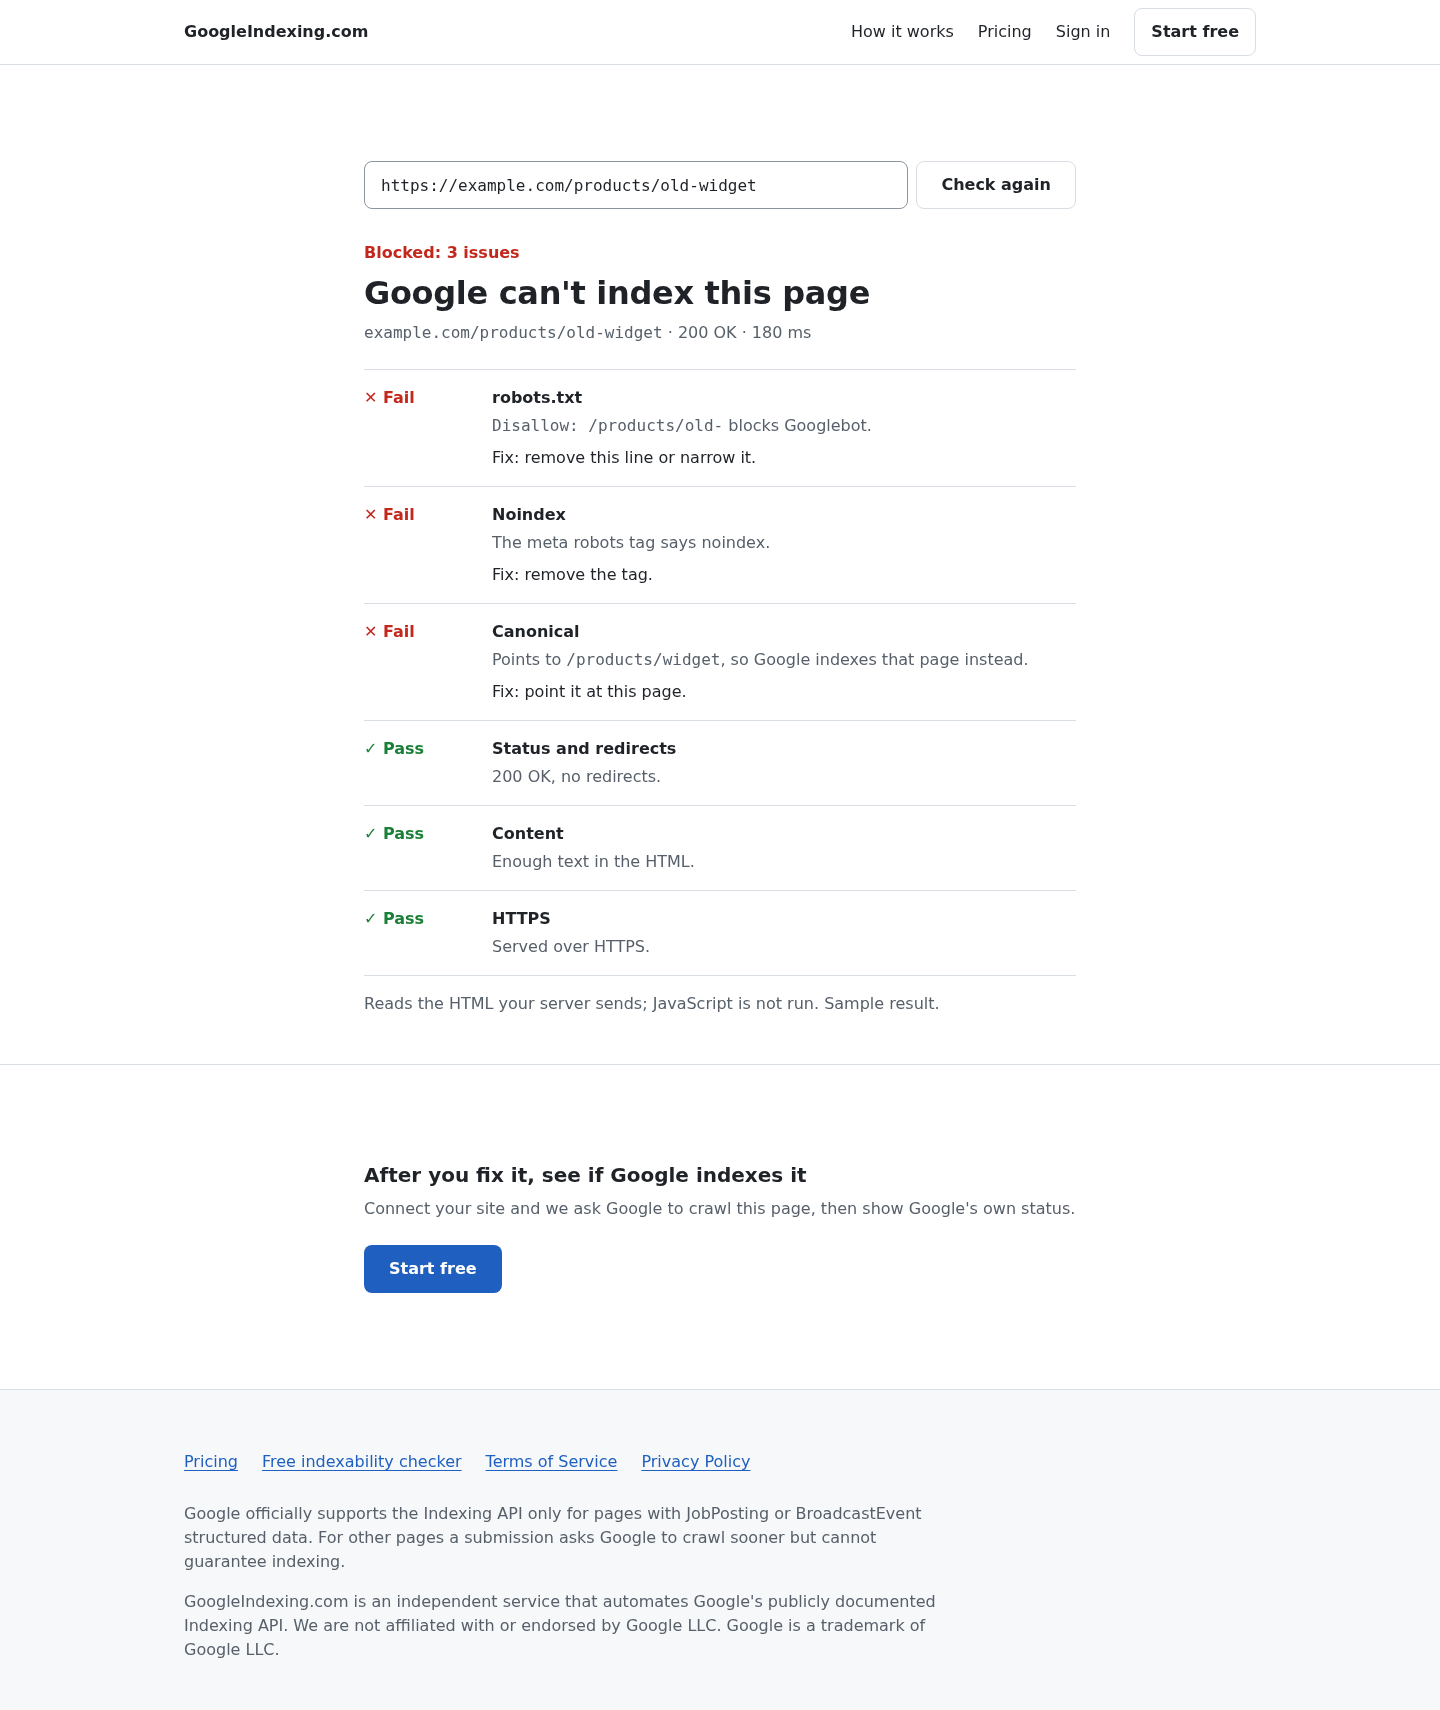 GoogleIndexing.com
How it works
Pricing
Sign in
Start free
https://example.com/products/old-widget
Check again
Blocked: 3 issues
Google can't index this page
example.com/products/old-widget · 200 OK · 180 ms
✕ Fail
robots.txt
Disallow: /products/old- blocks Googlebot.
Fix: remove this line or narrow it.
✕ Fail
Noindex
The meta robots tag says noindex.
Fix: remove the tag.
✕ Fail
Canonical
Points to /products/widget, so Google indexes that page instead.
Fix: point it at this page.
✓ Pass
Status and redirects
200 OK, no redirects.
✓ Pass
Content
Enough text in the HTML.
✓ Pass
HTTPS
Served over HTTPS.
Reads the HTML your server sends; JavaScript is not run. Sample result.
After you fix it, see if Google indexes it
Connect your site and we ask Google to crawl this page, then show Google's own status.
Start free
Pricing
Free indexability checker
Terms of Service
Privacy Policy
Google officially supports the Indexing API only for pages with JobPosting or BroadcastEvent
structured data. For other pages a submission asks Google to crawl sooner but cannot
guarantee indexing.
GoogleIndexing.com is an independent service that automates Google's publicly documented
Indexing API. We are not affiliated with or endorsed by Google LLC. Google is a trademark of
Google LLC.